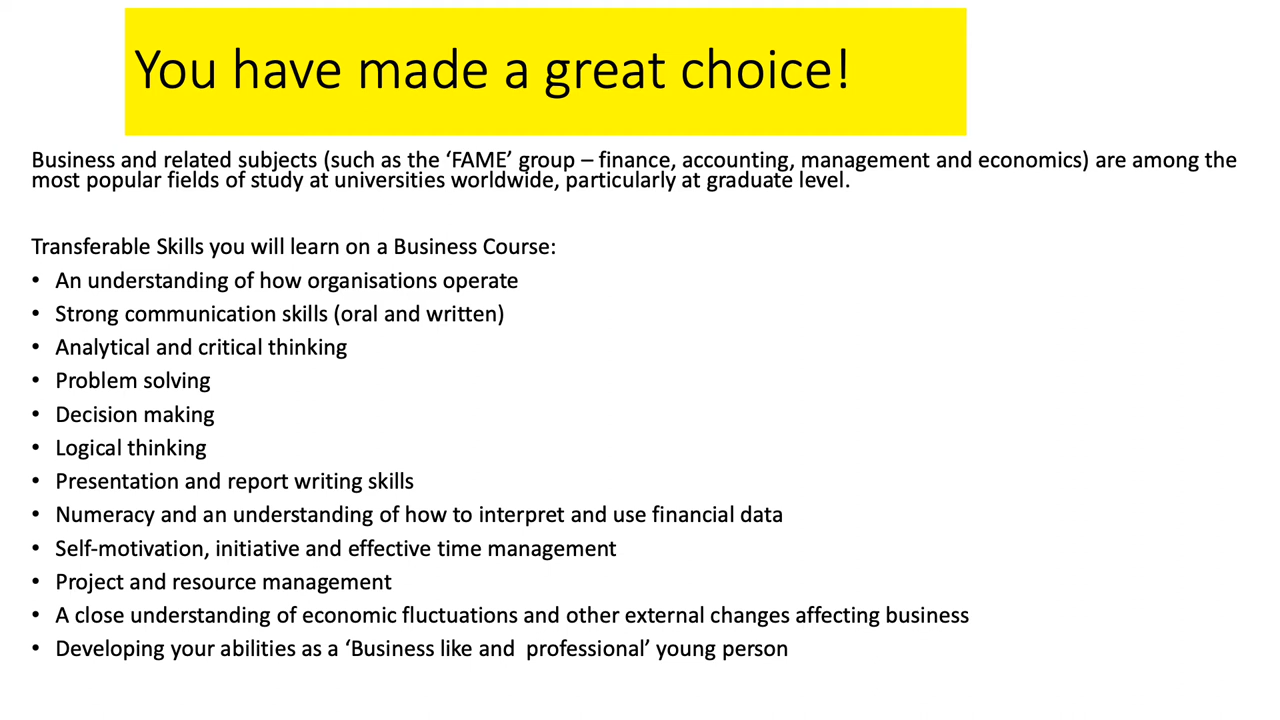 You have made a great choice!
Business and related subjects (such as the ‘FAME’ group – finance, accounting, management and economics) are among the
most popular fields of study at universities worldwide, particularly at graduate level.
Transferable Skills you will learn on a Business Course:
• An understanding of how organisations operate
• Strong communication skills (oral and written)
• Analytical and critical thinking
• Problem solving
• Decision making
• Logical thinking
• Presentation and report writing skills
• Numeracy and an understanding of how to interpret and use financial data
• Self-motivation, initiative and effective time management
• Project and resource management
• A close understanding of economic fluctuations and other external changes affecting business
• Developing your abilities as a ‘Business like and  professional’ young person